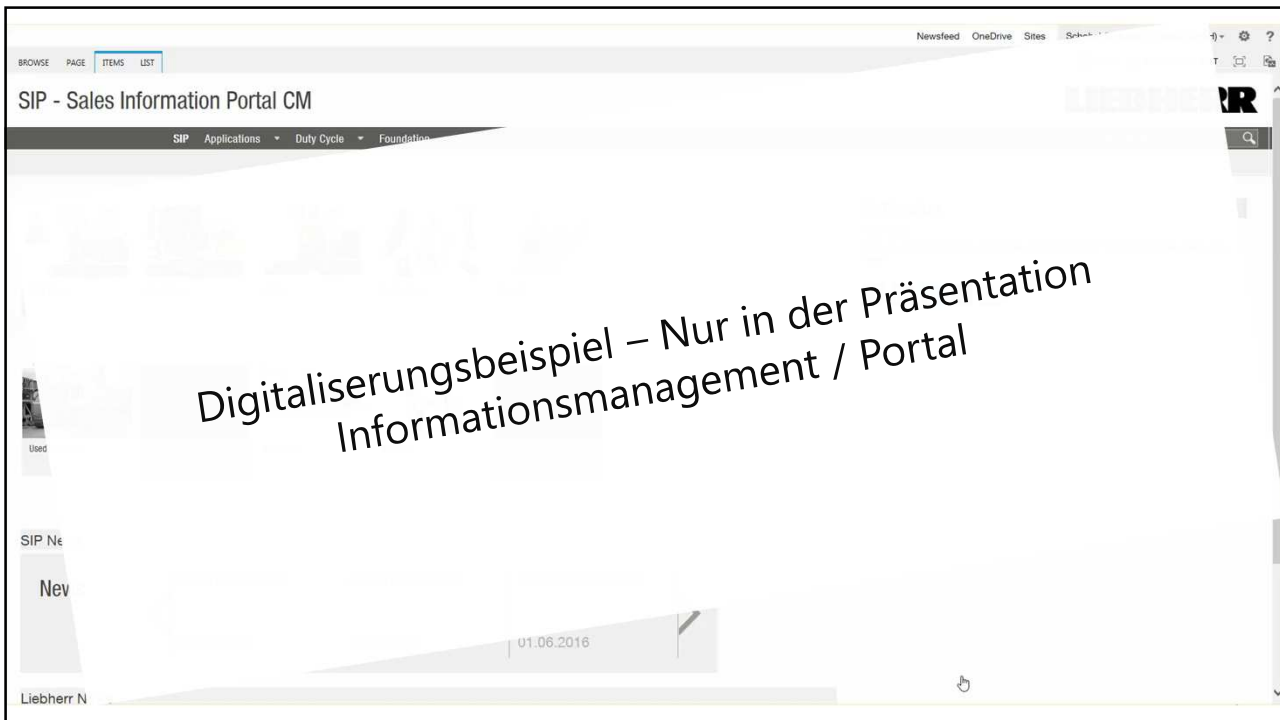 Newsfeed OneDrive Sites
BROWSE PAGE ITEMS LIST
SIP - Sales Information Portal CM
SIP Applications Duty Cycle Foundation
Digitaliserungsbeispiel – Nur in der Präsentation
Informationsmanagement / Portal
Used
SIP Ne
New
01.06.2016
Liebherr N